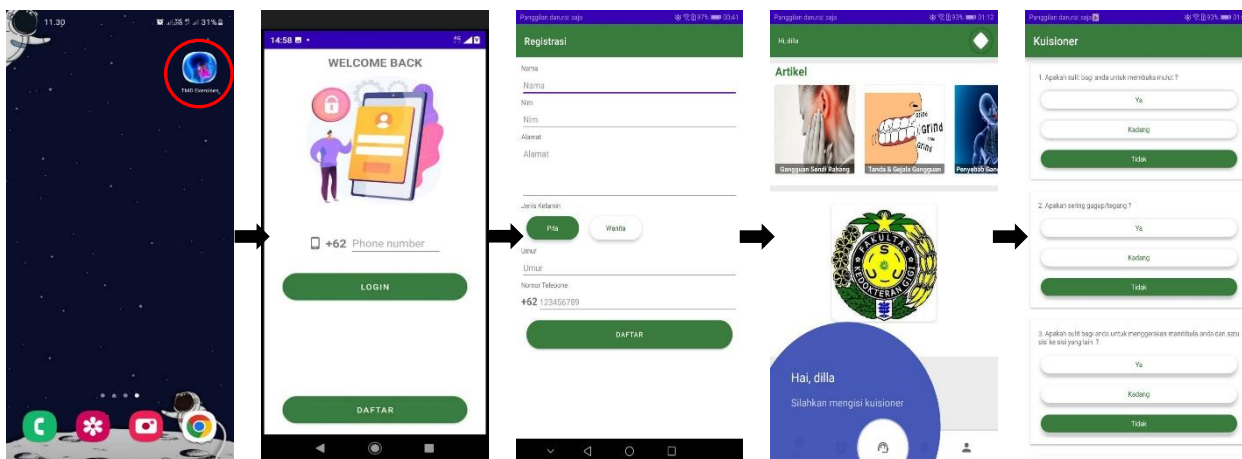 11.30
31%
TMD Exercises
14:58
WELCOME BACK
+62 Phone number
LOGIN
DAFTAR
Panggilan darurat saja
97% 00:41
Registrasi
Nama
Nama
Nim
Nim
Alamat
Alamat
Jenis Kelamin
Pria
Wanita
Umur
Umur
Nomor Telepone
+62 123456789
DAFTAR
Panggilan darurat saja
93% 01:12
Hi, dilla
Artikel
grind
grind
grind
Gangguan Sendi Rahang
Tanda & Gejala Gangguan
Penyebab Gan
FAKULTAS
USU
KEDOKTERAN GIGI
Hai, dilla
Silahkan mengisi kuisioner
Panggilan darurat saja
93%
Kuisioner
1. Apakah sulit bagi anda untuk membuka mulut ?
Ya
Kadang
Tidak
2. Apakah sering gugup/tegang ?
Ya
Kadang
Tidak
3. Apakah sulit bagi anda untuk menggerakan mandibula anda dari satu
sisi ke sisi yang lain ?
Ya
Kadang
Tidak